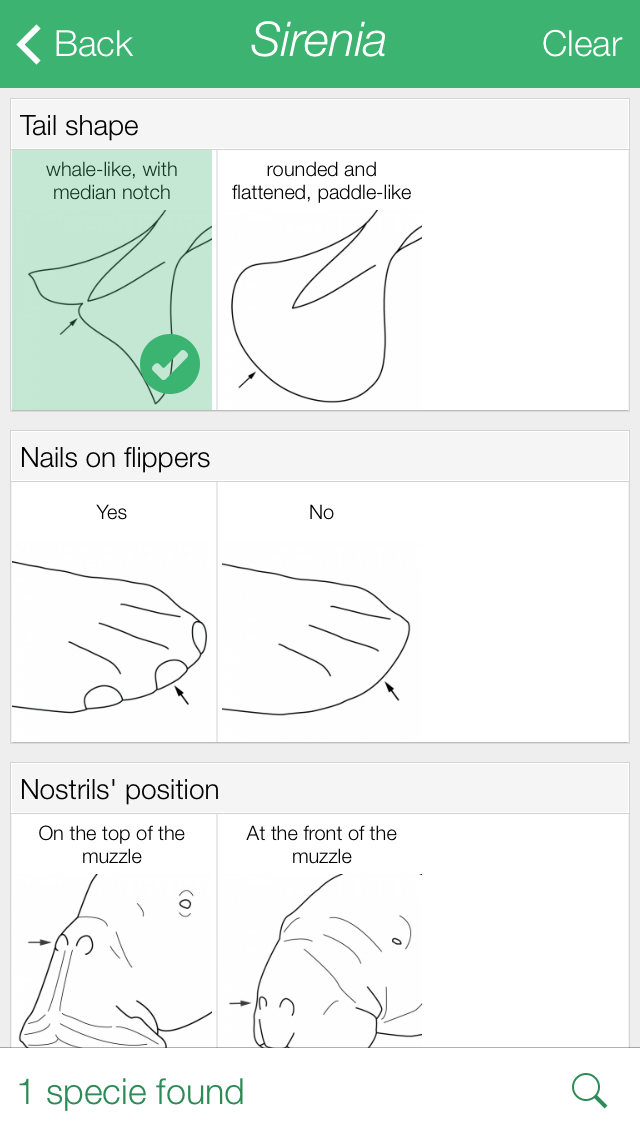 Back
Sirenia
Clear
Tail shape
whale-like, with
median notch
rounded and
flattened, paddle-like
Nails on flippers
Yes
No
Nostrils' position
On the top of the
muzzle
At the front of the
muzzle
1 specie found